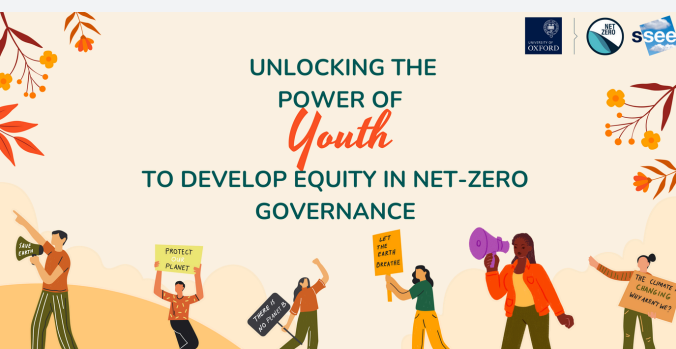 UNIVERSITY OF
OXFORD
NET
ZERO
ssee
UNLOCKING THE
POWER OF
Youth
TO DEVELOP EQUITY IN NET-ZERO
GOVERNANCE
SAVE
EARTH
PROTECT
OUR
PLANET
THERE IS
NO PLANET B
LET
THE
EARTH
BREATHE
THE CLIMATE
CHANGING
WHY AREN'T WE?